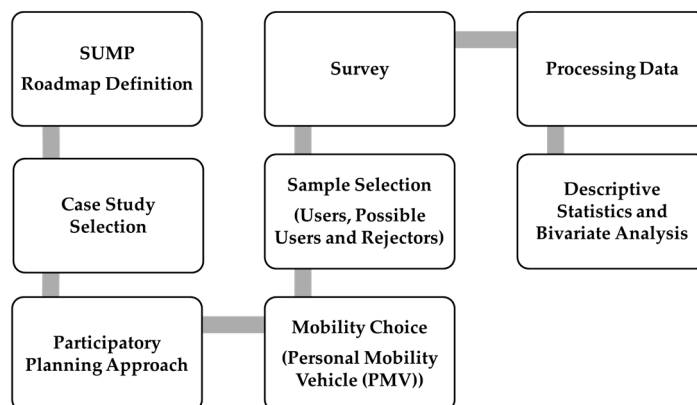 SUMP
Roadmap Definition
Case Study
Selection
Participatory
Planning Approach
Mobility Choice
(Personal Mobility
Vehicle (PMV))
Sample Selection
(Users, Possible
Users and Rejectors)
Survey
Processing Data
Descriptive
Statistics and
Bivariate Analysis